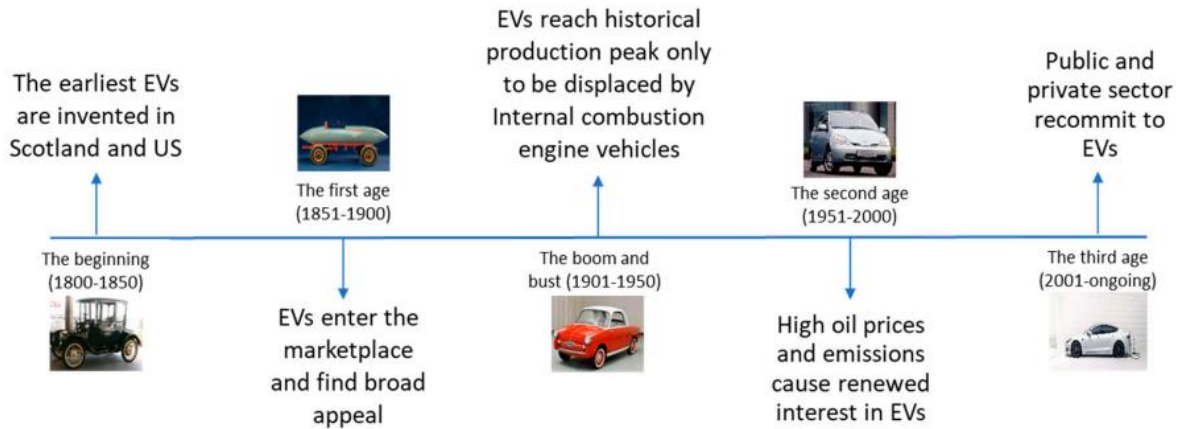 The earliest EVs
are invented in
Scotland and US
The beginning
(1800-1850)
The first age
(1851-1900)
EVs enter the
marketplace
and find broad
appeal
EVs reach historical
production peak only
to be displaced by
Internal combustion
engine vehicles
The boom and
bust (1901-1950)
The second age
(1951-2000)
High oil prices
and emissions
cause renewed
interest in EVs
Public and
private sector
recommit to
EVs
The third age
(2001-ongoing)